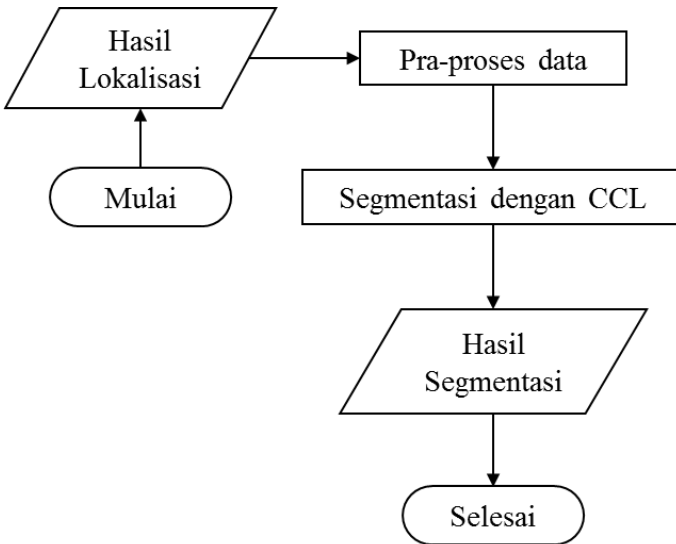 Hasil
Lokalisasi
Pra-proses data
Mulai
Segmentasi dengan CCL
Hasil
Segmentasi
Selesai